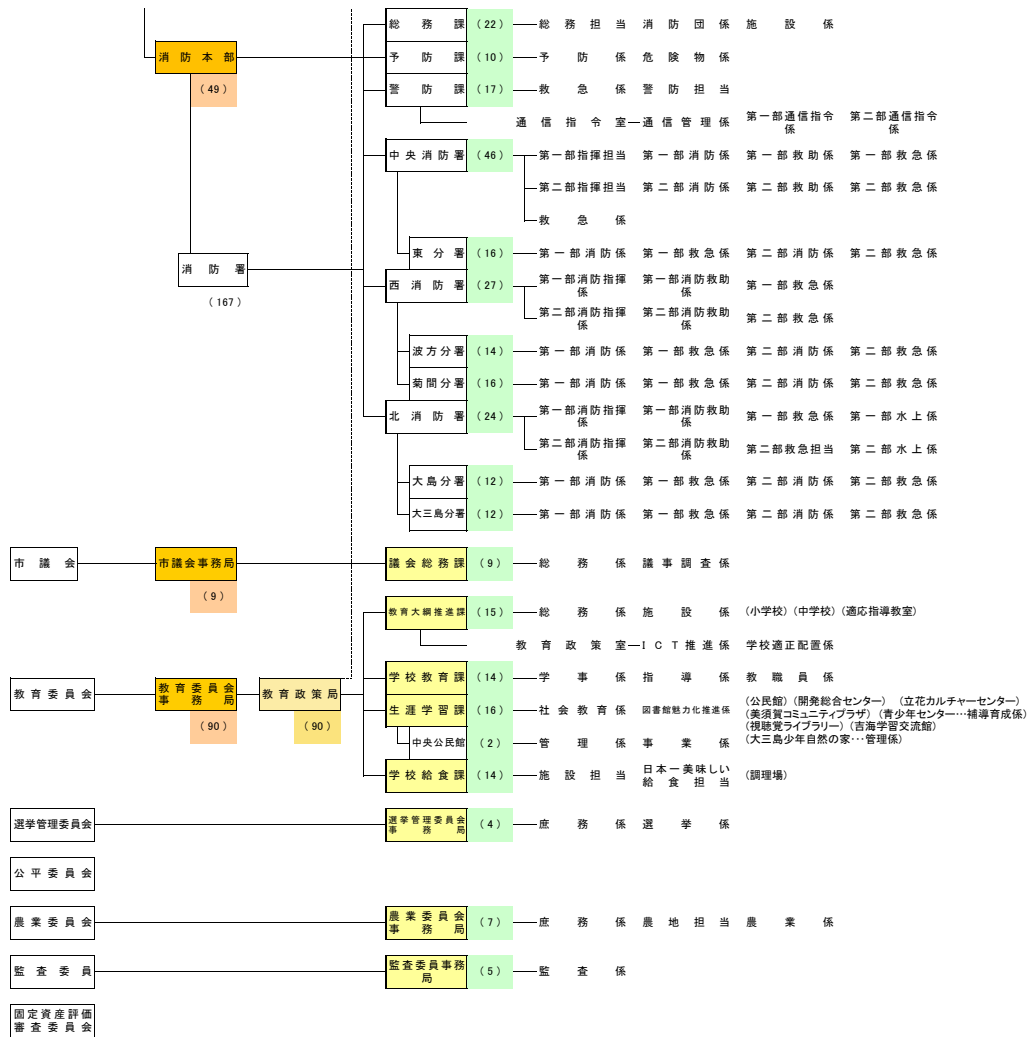 総務課 （22） 総務担当 消防団係 施設係
消防本部 予防課 （10） 予防係 危険物係
（49） 警防課 （17） 救急係 警防担当
通信指令室 通信管理係 第一部通信指令係 第二部通信指令係
中央消防署 （46） 第一部指揮担当 第一部消防係 第一部救助係 第一部救急係
第二部指揮担当 第二部消防係 第二部救助係 第二部救急係
救急係
東分署 （16） 第一部消防係 第一部救急係 第二部消防係 第二部救急係
消防署 西消防署 （27） 第一部消防指揮係 第一部消防救助係 第一部救急係
（167） 第二部消防指揮係 第二部消防救助係 第二部救急係
波方分署 （14） 第一部消防係 第一部救急係 第二部消防係 第二部救急係
菊間分署 （16） 第一部消防係 第一部救急係 第二部消防係 第二部救急係
北消防署 （24） 第一部消防指揮係 第一部消防救助係 第一部救急係 第一部水上係
第二部消防指揮係 第二部消防救助係 第二部救急担当 第二部水上係
大島分署 （12） 第一部消防係 第一部救急係 第二部消防係 第二部救急係
大三島分署 （12） 第一部消防係 第一部救急係 第二部消防係 第二部救急係
市議会 市議会事務局 議会総務課 （9） 総務係 議事調査係
（9）
教育大綱推進課 （15） 総務係 施設係 （小学校）（中学校）（適応指導教室）
教育政策室 ICT推進係 学校適正配置係
教育委員会 教育委員会事務局 教育政策局 学校教育課 （14） 学事係 指導係 教職員係
（90） （90） 生涯学習課 （16） 社会教育係 図書館魅力化推進係 （公民館）（開発総合センター） （立花カルチャーセンター）
（美須賀コミュニティプラザ）（青少年センター…補導育成係）
（視聴覚ライブラリー）（吉海学習交流館）
中央公民館 （2） 管理係 事業係 （大三島少年自然の家･･･管理係）
学校給食課 （14） 施設担当 日本一美味しい給食担当 （調理場）
選挙管理委員会 選挙管理委員会事務局 （4） 庶務係 選挙係
公平委員会
農業委員会 農業委員会事務局 （7） 庶務係 農地担当 農業係
監査委員 監査委員事務局 （5） 監査係
固定資産評価
審査委員会